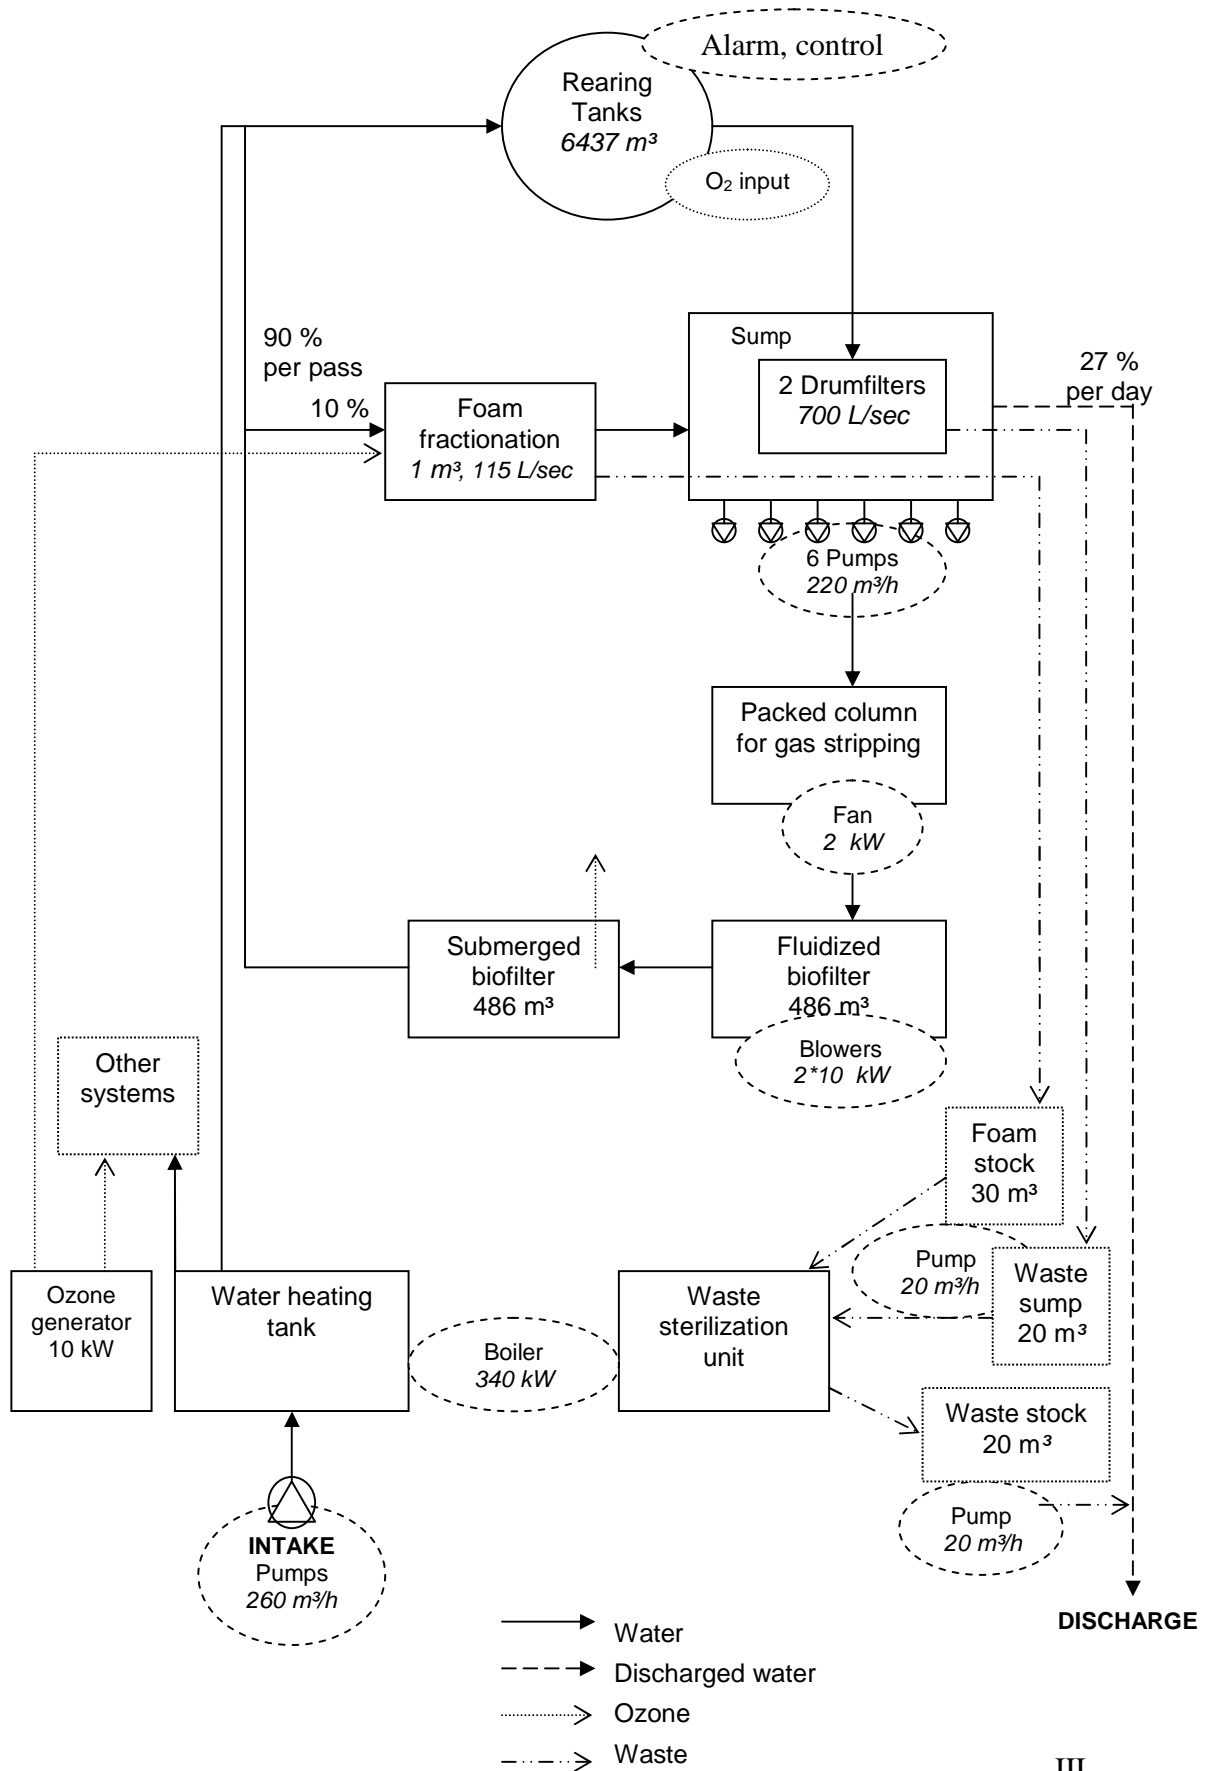 Alarm, control
Rearing
Tanks
6437 m³
O₂ input
90 %
per pass
10 %
Foam
fractionation
1 m³, 115 L/sec
Sump
2 Drumfilters
700 L/sec
27 %
per day
6 Pumps
220 m³/h
Packed column
for gas stripping
Fan
2 kW
Submerged
biofilter
486 m³
Fluidized
biofilter
486 m³
Blowers
2*10 kW
Other
systems
Foam
stock
30 m³
Pump
20 m³/h
Waste
sump
20 m³
Ozone
generator
10 kW
Water heating
tank
Boiler
340 kW
Waste
sterilization
unit
Waste stock
20 m³
Pump
20 m³/h
INTAKE
Pumps
260 m³/h
DISCHARGE
Water
Discharged water
Ozone
Waste
III